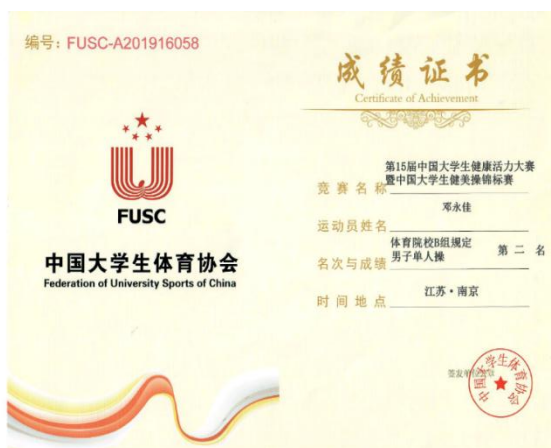 编号：FUSC-A201916058
FUSC
中国大学生体育协会
Federation of University Sports of China
成绩证书
Certificate of Achievement
竞赛名称 第15届中国大学生健康活力大赛
暨中国大学生健美操锦标赛
运动员姓名 邓永佳
名次与成绩 体育院校B组规定 第二名
男子单人操
时间地点 江苏·南京
中国大学生体育协会